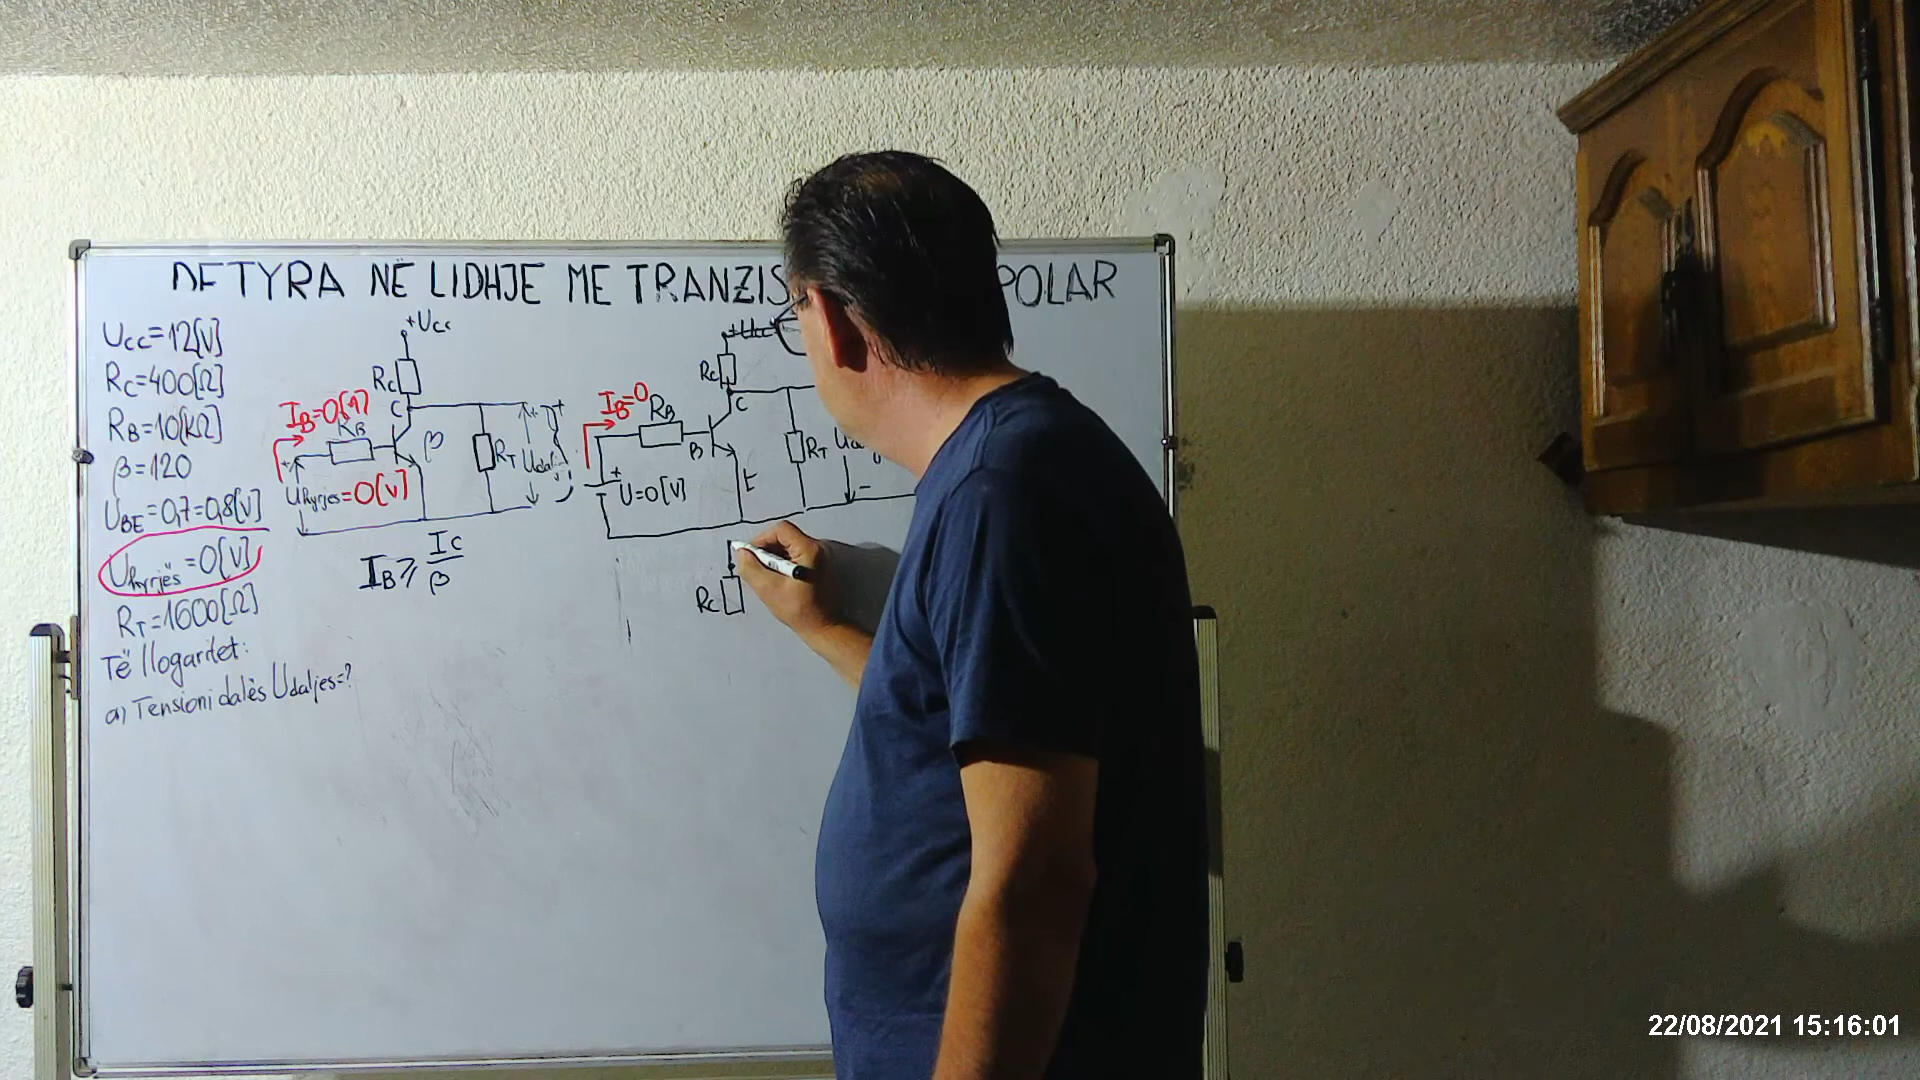 DETYRA NË LIDHJE ME TRANZIS POLAR
Ucc=12[V]
Rc=400[Ω]
RB=10[kΩ]
β=120
UBE=0,7÷0,8[V]
Uhyrjës=0[V]
RT=1600[Ω]
Të llogaritet:
a) Tensioni dalës Udaljes=?
+Ucc
Rc
C
IB=0[A]
RB
β
+
Uhyrjes=0[V]
RT
+
Udal
IB≥Ic/β
+Ucc
Rc
C
IB=0
RB
B
E
+
U=0[V]
RT
-
Rc
22/08/2021 15:16:01